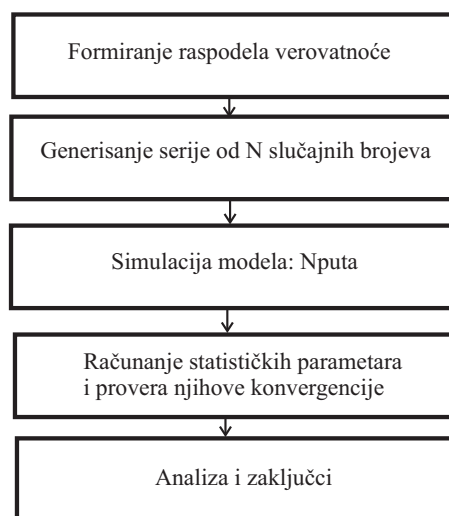 Formiranje raspodela verovatnoće
Generisanje serije od N slučajnih brojeva
Simulacija modela: Nputa
Računanje statističkih parametara
i provera njihove konvergencije
Analiza i zaključci